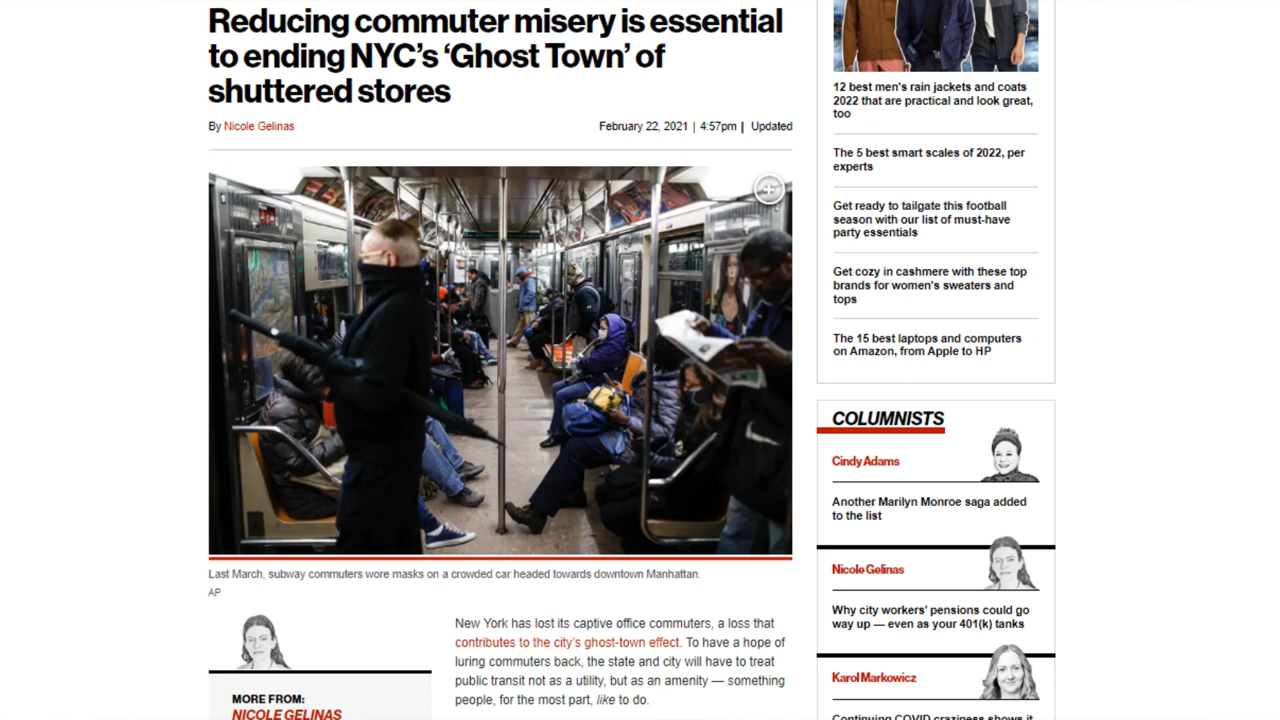 Reducing commuter misery is essential
to ending NYC's ‘Ghost Town’ of
shuttered stores
By Nicole Gelinas
February 22, 2021 | 4:57pm | Updated
Last March, subway commuters wore masks on a crowded car headed towards downtown Manhattan.
AP
New York has lost its captive office commuters, a loss that
contributes to the city's ghost-town effect. To have a hope of
luring commuters back, the state and city will have to treat
public transit not as a utility, but as an amenity — something
people, for the most part, like to do.
MORE FROM:
NICOLE GELINAS
12 best men's rain jackets and coats
2022 that are practical and look great,
too
The 5 best smart scales of 2022, per
experts
Get ready to tailgate this football
season with our list of must-have
party essentials
Get cozy in cashmere with these top
brands for women's sweaters and
tops
The 15 best laptops and computers
on Amazon, from Apple to HP
COLUMNISTS
Cindy Adams
Another Marilyn Monroe saga added
to the list
Nicole Gelinas
Why city workers' pensions could go
way up — even as your 401(k) tanks
Karol Markowicz
Continuing COVID craziness shows it